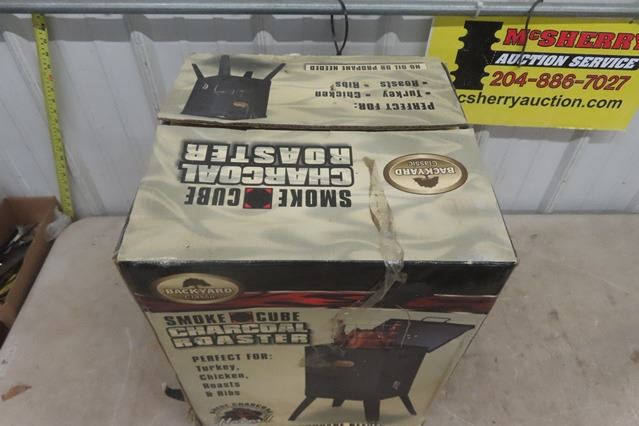 McSHERRY
AUCTION SERVICE
204-886-7027
csherryauction.com
NO OIL OR PROPANE NEEDED
PERFECT FOR:
• Turkey • Chicken
• Roasts • Ribs
BACKYARD
Classic
SMOKE CUBE
CHARCOAL
ROASTER
BACKYARD
Classic
SMOKE CUBE
CHARCOAL
ROASTER
PERFECT FOR:
Turkey,
Chicken,
Roasts
& Ribs